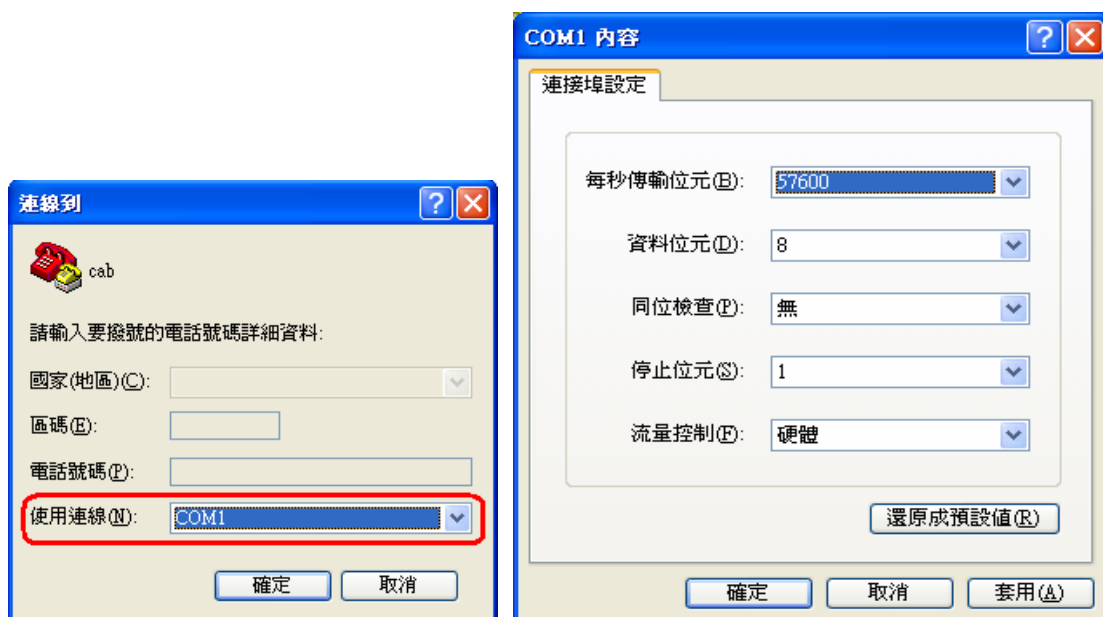 連線到
cab
請輸入要撥號的電話號碼詳細資料:
國家(地區)(C):
區碼(E):
電話號碼(P):
使用連線(N): COM1
確定 取消
COM1 內容
連接埠設定
每秒傳輸位元(B): 57600
資料位元(D): 8
同位檢查(P): 無
停止位元(S): 1
流量控制(F): 硬體
還原成預設值(R)
確定 取消 套用(A)